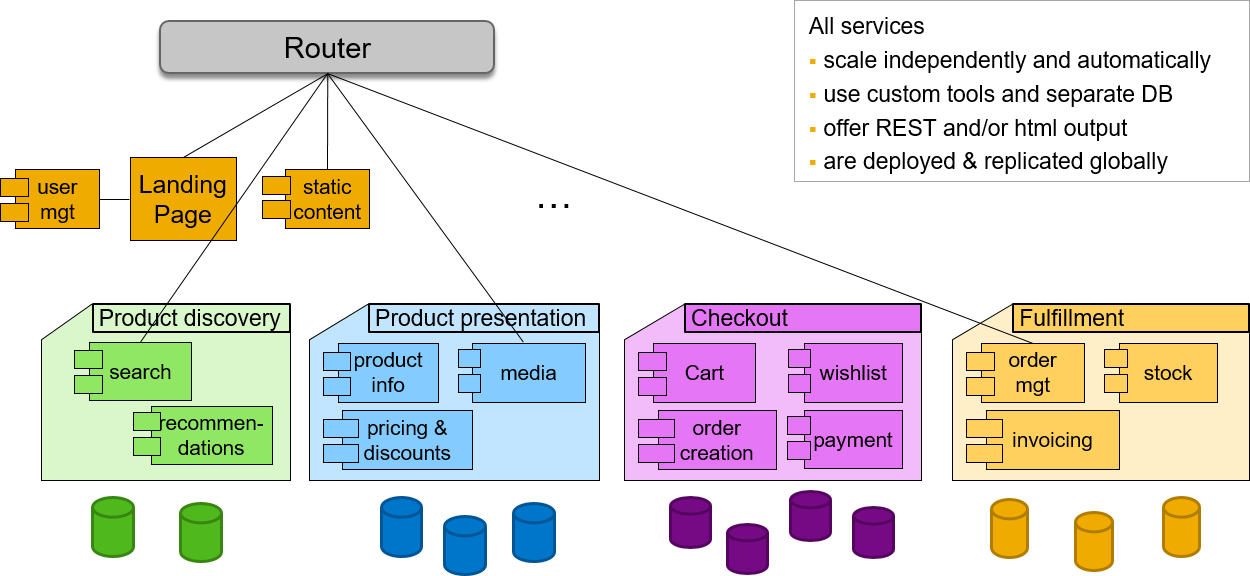 Router
All services
scale independently and automatically
use custom tools and separate DB
offer REST and/or html output
are deployed & replicated globally
user
mgt
Landing
Page
static
content
...
Product discovery
search
recommen-
dations
Product presentation
product
info
media
pricing &
discounts
Checkout
Cart
wishlist
order
creation
payment
Fulfillment
order
mgt
stock
invoicing